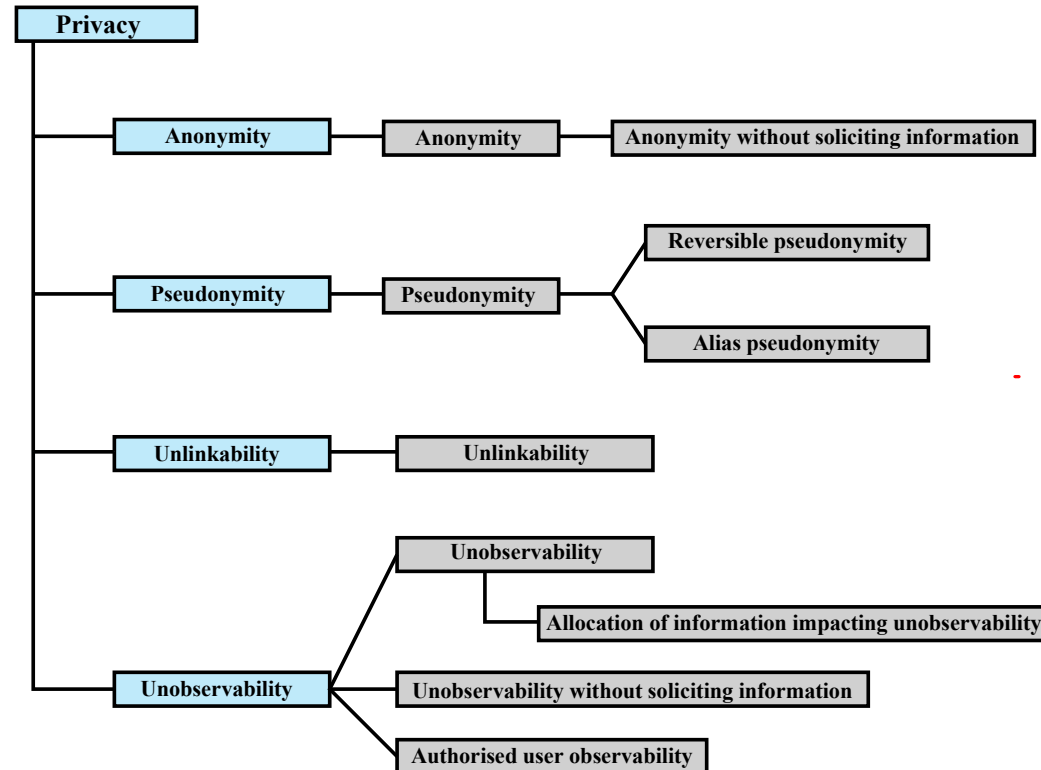 Privacy
Anonymity
Anonymity
Anonymity without soliciting information
Reversible pseudonymity
Pseudonymity
Pseudonymity
Alias pseudonymity
Unlinkability
Unlinkability
Unobservability
Allocation of information impacting unobservability
Unobservability
Unobservability without soliciting information
Authorised user observability